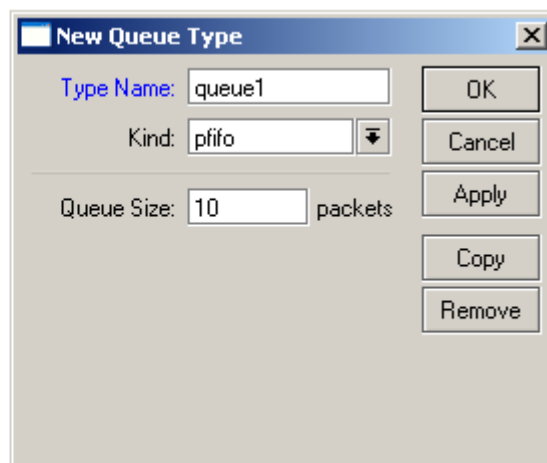 New Queue Type
Type Name: queue1
OK
Kind: pfifo
Cancel
Queue Size: 10 packets
Apply
Copy
Remove